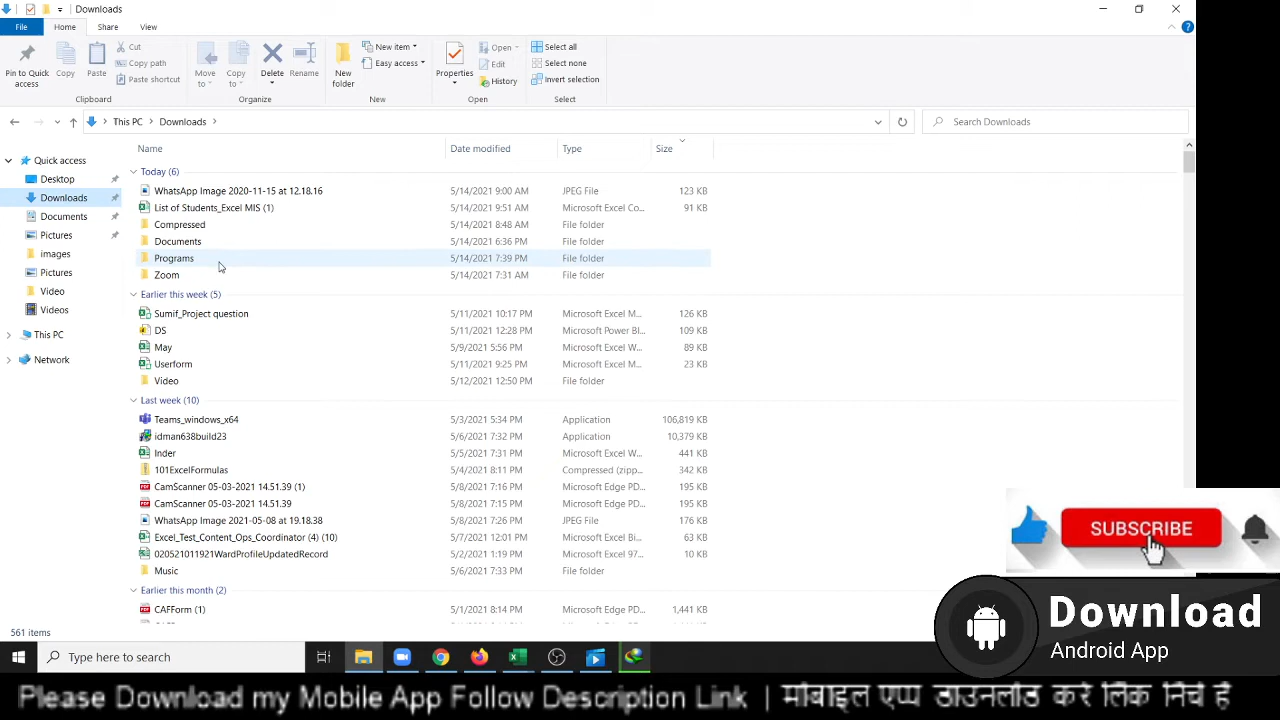 Downloads
File Home Share View
Pin to Quick access
Copy
Paste
Cut
Copy path
Paste shortcut
Clipboard
Move to
Copy to
Delete
Rename
Organize
New folder
New item
Easy access
New
Properties
Open
Edit
History
Open
Select all
Select none
Invert selection
Select
This PC > Downloads >
Search Downloads
Quick access
Desktop
Downloads
Documents
Pictures
images
Pictures
Video
Videos
This PC
Network
Name Date modified Type Size
Today (6)
WhatsApp Image 2020-11-15 at 12.18.16 5/14/2021 9:00 AM JPEG File 123 KB
List of Students_Excel MIS (1) 5/14/2021 9:51 AM Microsoft Excel Co... 91 KB
Compressed 5/14/2021 8:48 AM File folder
Documents 5/14/2021 6:36 PM File folder
Programs 5/14/2021 7:39 PM File folder
Zoom 5/14/2021 7:31 AM File folder
Earlier this week (5)
Sumif_Project question 5/11/2021 10:17 PM Microsoft Excel M... 126 KB
DS 5/11/2021 12:28 PM Microsoft Power BI... 109 KB
May 5/9/2021 5:56 PM Microsoft Excel W... 89 KB
Userform 5/11/2021 9:25 PM Microsoft Excel M... 23 KB
Video 5/12/2021 12:50 PM File folder
Last week (10)
Teams_windows_x64 5/3/2021 5:34 PM Application 106,819 KB
idman638build23 5/6/2021 7:32 PM Application 10,379 KB
Inder 5/5/2021 7:31 PM Microsoft Excel W... 441 KB
101ExcelFormulas 5/4/2021 8:11 PM Compressed (zipp... 342 KB
CamScanner 05-03-2021 14.51.39 (1) 5/8/2021 7:16 PM Microsoft Edge PD... 195 KB
CamScanner 05-03-2021 14.51.39 5/8/2021 7:15 PM Microsoft Edge PD... 195 KB
WhatsApp Image 2021-05-08 at 19.18.38 5/8/2021 7:26 PM JPEG File 176 KB
Excel_Test_Content_Ops_Coordinator (4) (10) 5/7/2021 12:01 PM Microsoft Excel Bi... 63 KB
020521011921WardProfileUpdatedRecord 5/2/2021 1:19 PM Microsoft Excel 97... 10 KB
Music 5/6/2021 7:33 PM File folder
Earlier this month (2)
CAFForm (1) 5/1/2021 8:14 PM Microsoft Edge PD... 1,441 KB
561 items
SUBSCRIBE
Download
Android App
Type here to search
Please Download my Mobile App Follow Description Link | मोबाइल एप्प डाउनलोड करे लिंक निचे है